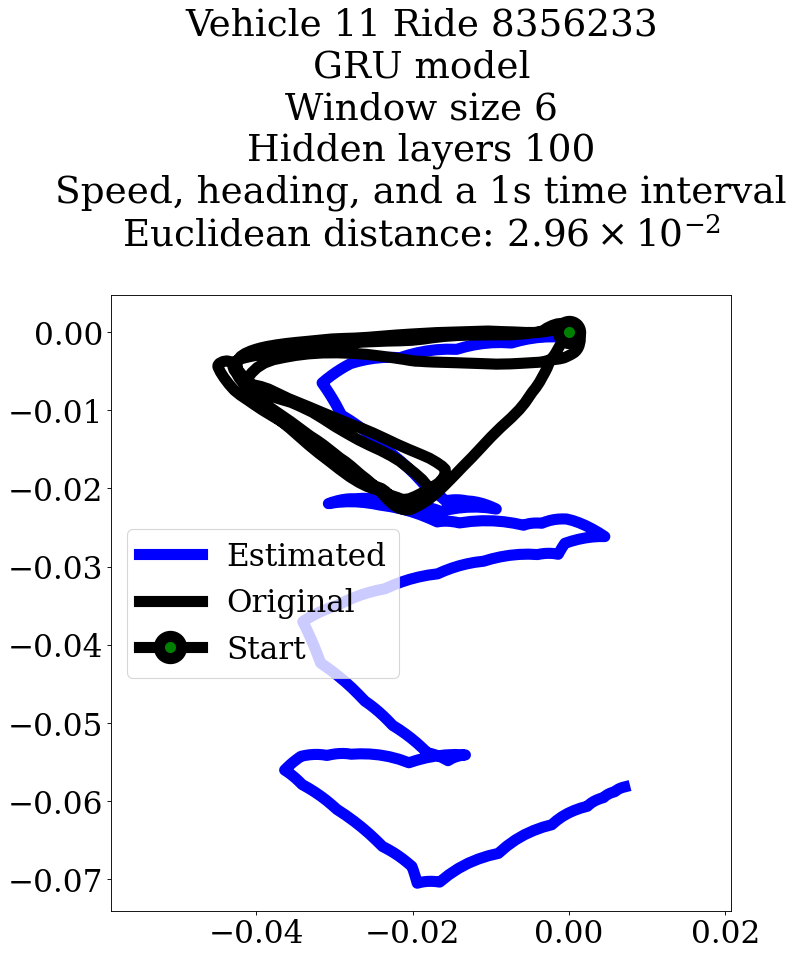 Vehicle 11 Ride 8356233
GRU model
Window size 6
Hidden layers 100
Speed, heading, and a 1s time interval
Euclidean distance: 2.96 × 10⁻²
0.00
−0.01
−0.02
−0.03
−0.04
−0.05
−0.06
−0.07
Estimated
Original
Start
−0.04 −0.02 0.00 0.02